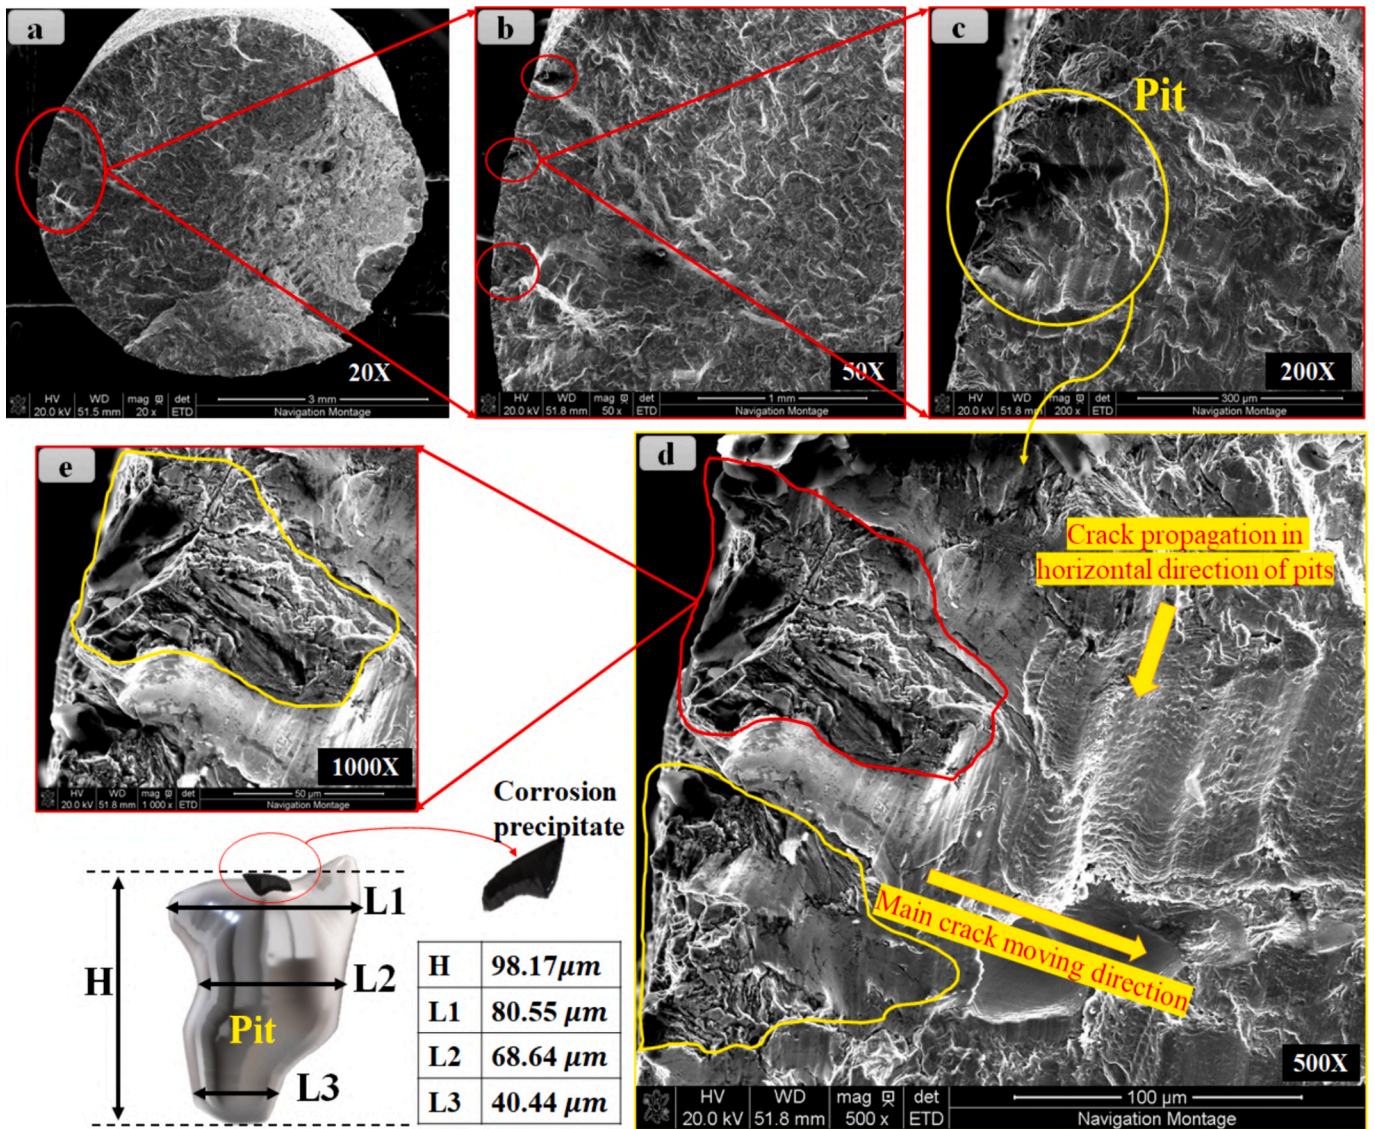 a
20X
HV WD mag det 3 mm
20.0 kV 51.5 mm 20 x ETD Navigation Montage
b
50X
HV WD mag det 1 mm
20.0 kV 51.8 mm 50 x ETD Navigation Montage
c
Pit
200X
HV WD mag det 300 µm
20.0 kV 51.8 mm 200 x ETD Navigation Montage
e
1000X
HV WD mag det 50 µm
20.0 kV 51.8 mm 1 000 x ETD Navigation Montage
d
Crack propagation in
horizontal direction of pits
Main crack moving direction
500X
HV WD mag det 100 µm
20.0 kV 51.8 mm 500 x ETD Navigation Montage
Corrosion
precipitate
L1
H
L2
Pit
L3
H 98.17μm
L1 80.55 μm
L2 68.64 μm
L3 40.44 μm